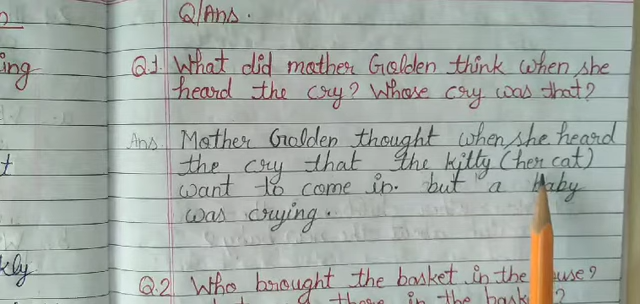 Q/Ans.
Q1. What did mother Golden think when she
heard the cry? Whose cry was that?
Ans. Mother Golden thought when she heard
the cry that the kitty (her cat)
want to come in. but a baby
was crying.
Q.2 Who brought the basket in the
in the
ing
t
kly